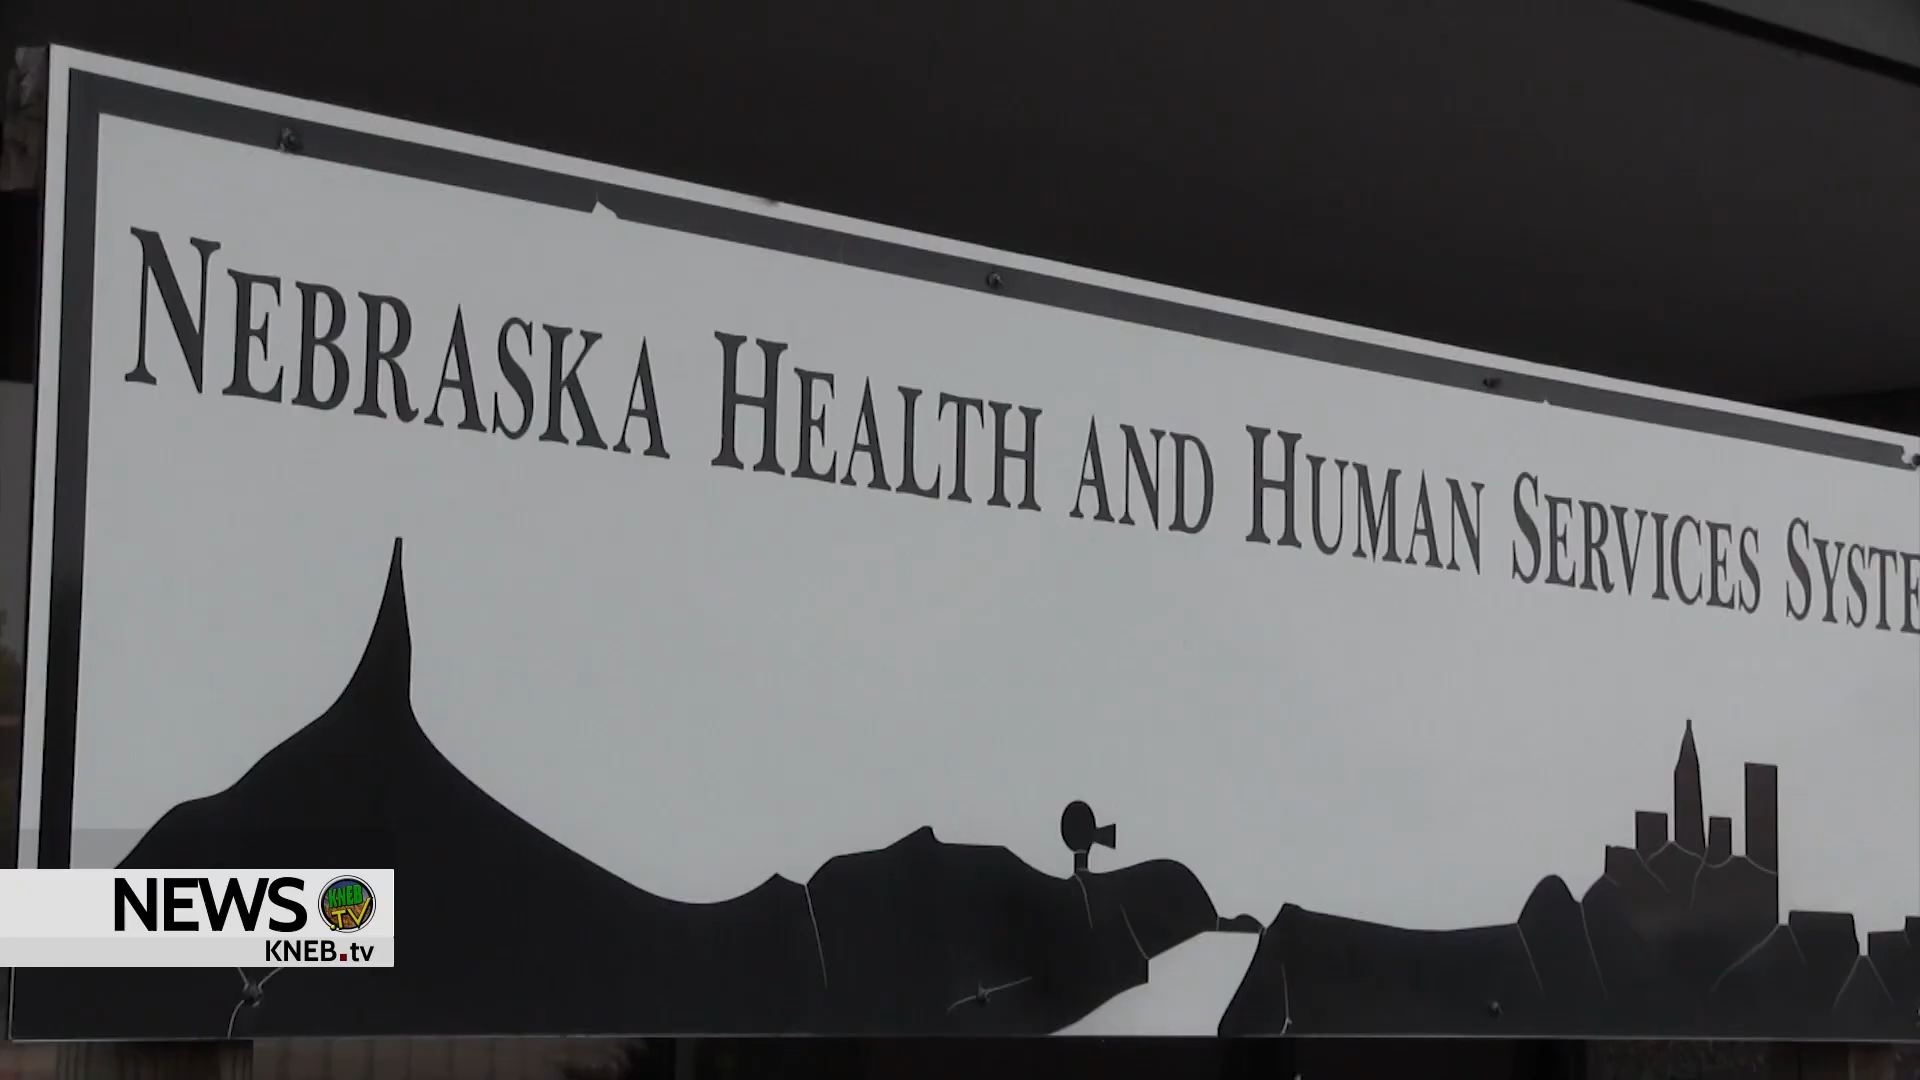 NEBRASKA HEALTH AND HUMAN SERVICES SYSTE
NEWS
KNEB
.TV
KNEB.tv